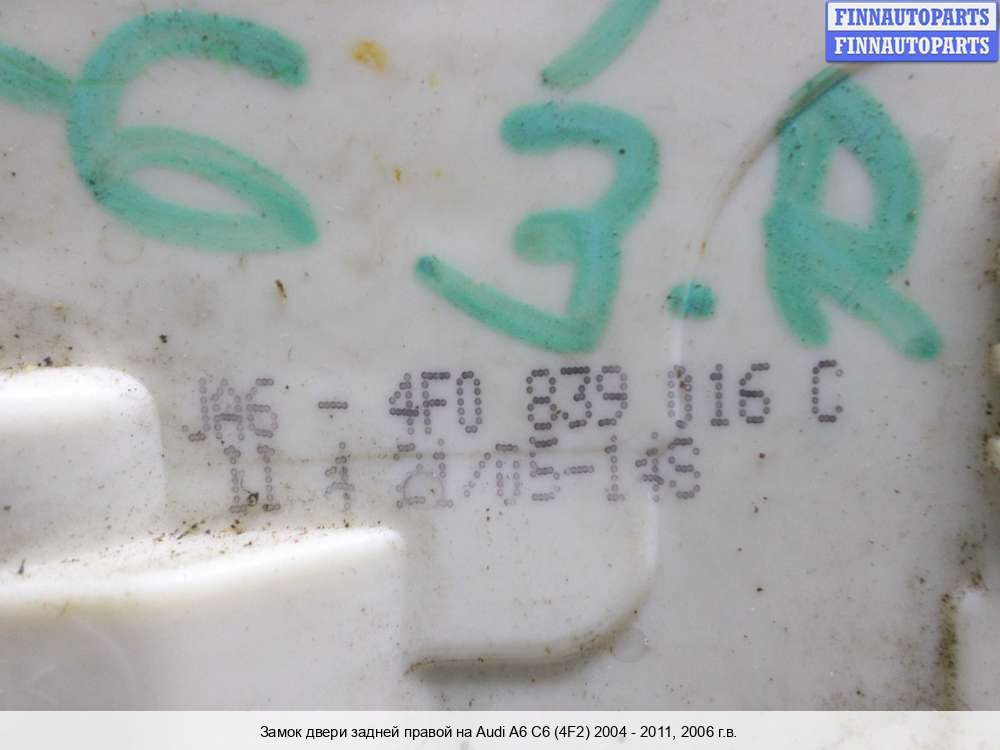 FINNAUTOPARTS
FINNAUTOPARTS
6 3.R
JA6 - 4F0 839 016 C
Замок двери задней правой на Audi A6 C6 (4F2) 2004 - 2011, 2006 г.в.